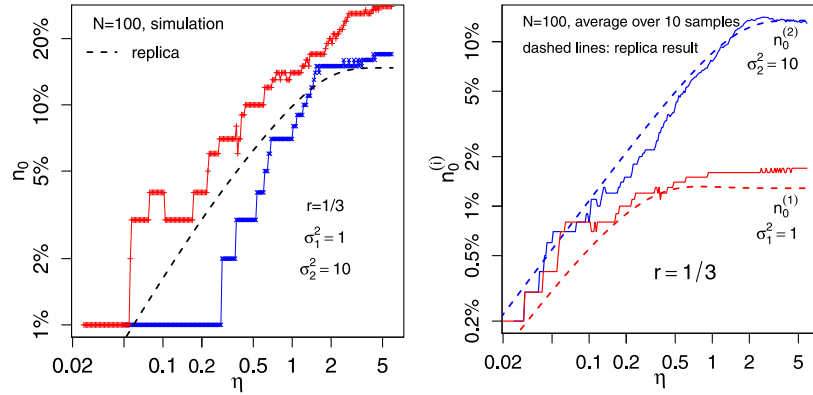 N=100, simulation
replica
r=1/3
σ₁²=1
σ₂²=10
n₀
20%
10%
5%
2%
1%
0.02
0.1
0.2
0.5
1
2
5
η
N=100, average over 10 samples
dashed lines: replica result
n₀⁽²⁾
σ₂²=10
n₀⁽¹⁾
σ₁²=1
r=1/3
n₀⁽ⁱ⁾
10%
5%
2%
1%
0.5%
0.2%
0.02
0.1
0.2
0.5
1
2
5
η